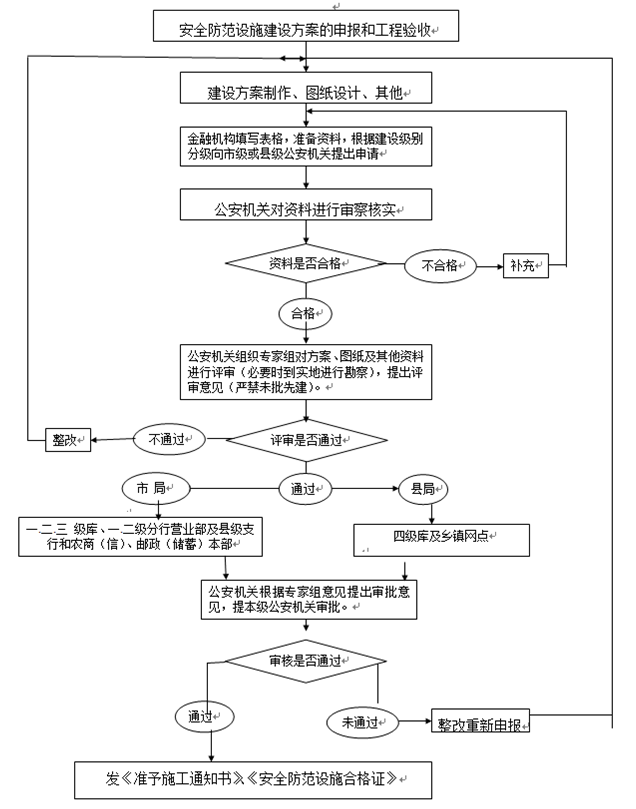 安全防范设施建设方案的申报和工程验收
建设方案制作、图纸设计、其他
金融机构填写表格，准备资料，根据建设级别
分级向市级或县级公安机关提出申请
公安机关对资料进行审察核实
资料是否合格
不合格
补充
合格
公安机关组织专家组对方案、图纸及其他资料
进行评审（必要时到实地进行勘察），提出评
审意见（严禁未批先建）。
评审是否通过
不通过
整改
市 局
通过
县局
一.二.三 级库、一.二级分行营业部及县级支
行和农商（信）、邮政（储蓄）本部
四级库及乡镇网点
公安机关根据专家组意见提出审批意
见，提本级公安机关审批。
审核是否通过
通过
未通过
整改重新申报
发《准予施工通知书》《安全防范设施合格证》